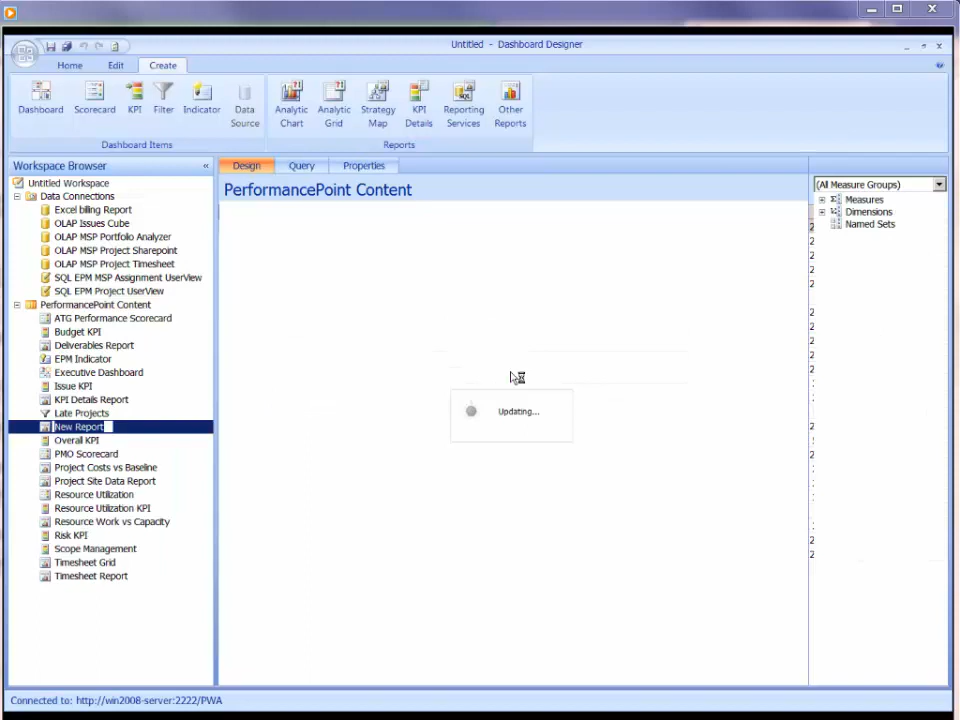 Untitled - Dashboard Designer
Home Edit Create
Dashboard Scorecard KPI Filter Indicator Data Source Analytic Chart Analytic Grid Strategy Map KPI Details Reporting Services Other Reports
Dashboard Items Reports
Workspace Browser « Design Query Properties
PerformancePoint Content
Untitled Workspace
Data Connections
Excel biling Report
OLAP Issues Cube
OLAP MSP Portfolio Analyzer
OLAP MSP Project Sharepoint
OLAP MSP Project Timesheet
SQL EPM MSP Assignment UserView
SQL EPM Project UserView
PerformancePoint Content
ATG Performance Scorecard
Budget KPI
Deliverables Report
EPM Indicator
Executive Dashboard
Issue KPI
KPI Details Report
Late Projects
New Report
Overall KPI
PMO Scorecard
Project Costs vs Baseline
Project Site Data Report
Resource Utilization
Resource Utilization KPI
Resource Work vs Capacity
Risk KPI
Scope Management
Timesheet Grid
Timesheet Report
Updating...
(All Measure Groups)
Measures
Dimensions
Named Sets
Connected to: http://win2008-server:2222/PWA